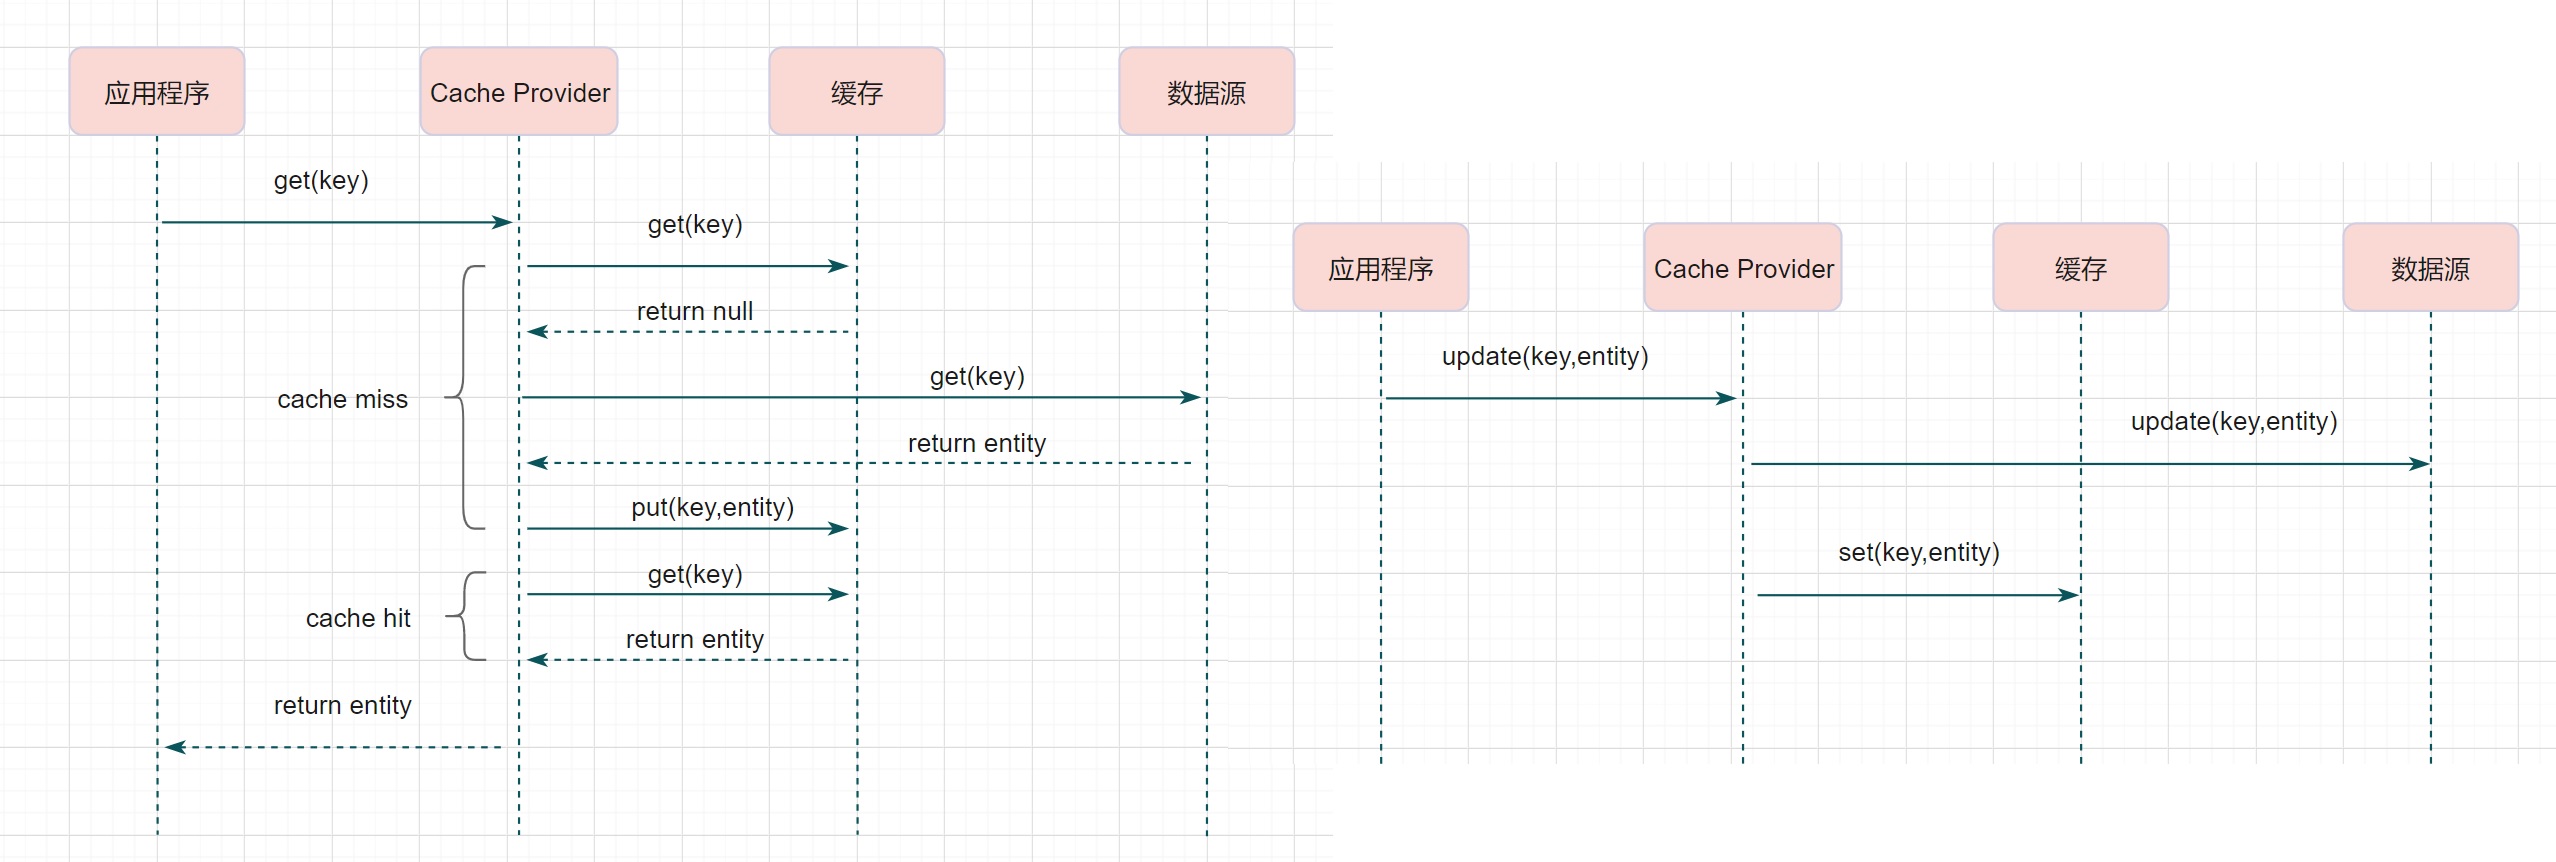 应用程序
Cache Provider
缓存
数据源
get(key)
get(key)
return null
get(key)
cache miss
return entity
put(key,entity)
get(key)
cache hit
return entity
return entity
应用程序
Cache Provider
缓存
数据源
update(key,entity)
update(key,entity)
set(key,entity)